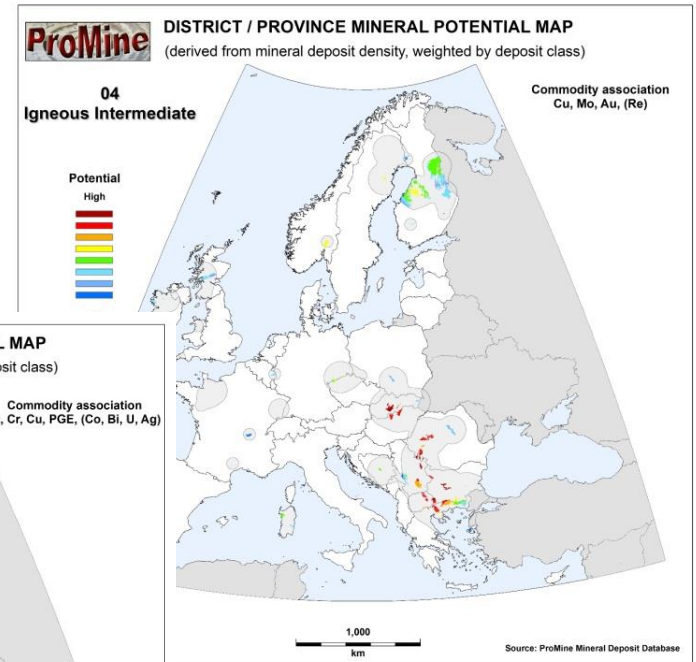 ProMine
DISTRICT / PROVINCE MINERAL POTENTIAL MAP
(derived from mineral deposit density, weighted by deposit class)
04
Igneous Intermediate
Commodity association
Cu, Mo, Au, (Re)
Potential
High
L MAP
osit class)
Commodity association
, Cr, Cu, PGE, (Co, Bi, U, Ag)
1,000
km
Source: ProMine Mineral Deposit Database